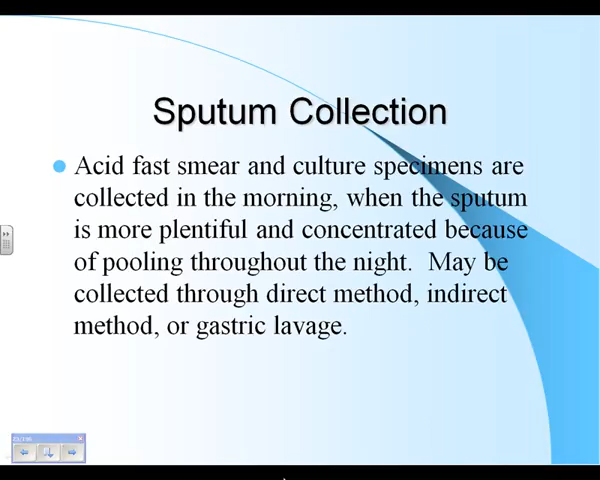 Sputum Collection
Acid fast smear and culture specimens are
collected in the morning, when the sputum
is more plentiful and concentrated because
of pooling throughout the night.  May be
collected through direct method, indirect
method, or gastric lavage.